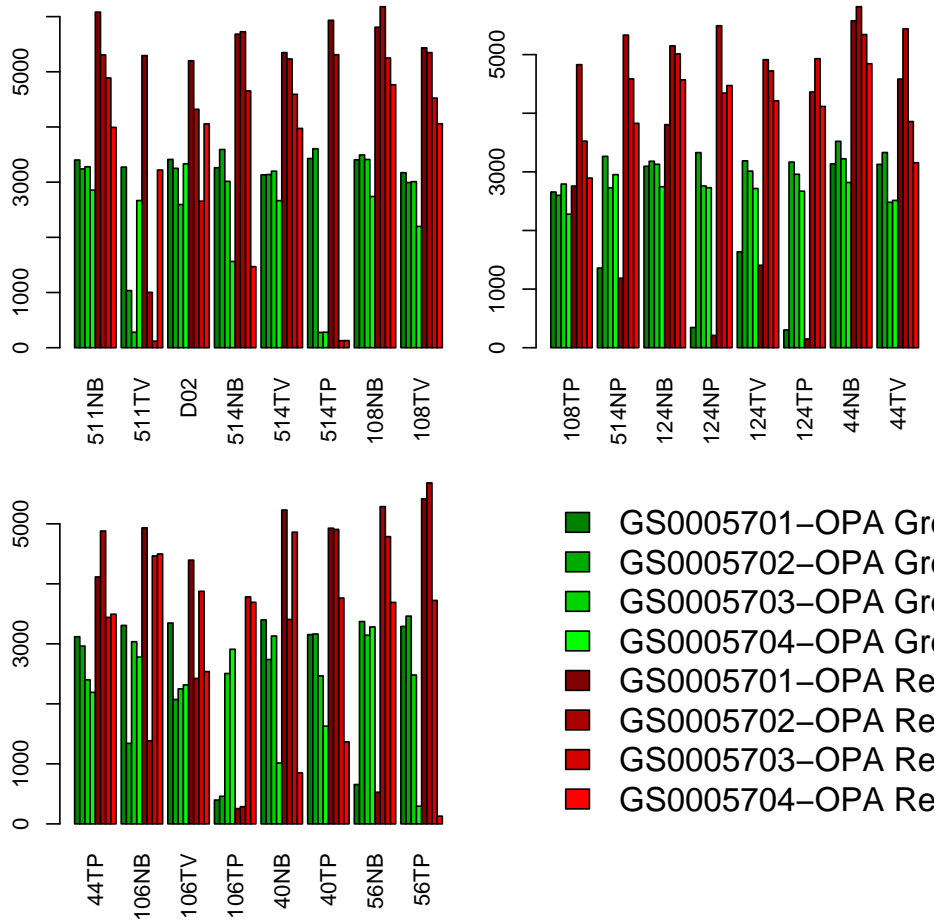 0 1000 3000 5000
511NB 511TV D02 514NB 514TV 514TP 108NB 108TV
0 1000 3000 5000
108TP 514NP 124NB 124NP 124TV 124TP 44NB 44TV
0 1000 3000 5000
44TP 106NB 106TV 106TP 40NB 40TP 56NB 56TP
GS0005701−OPA Gre
GS0005702−OPA Gre
GS0005703−OPA Gre
GS0005704−OPA Gre
GS0005701−OPA Re
GS0005702−OPA Re
GS0005703−OPA Re
GS0005704−OPA Re